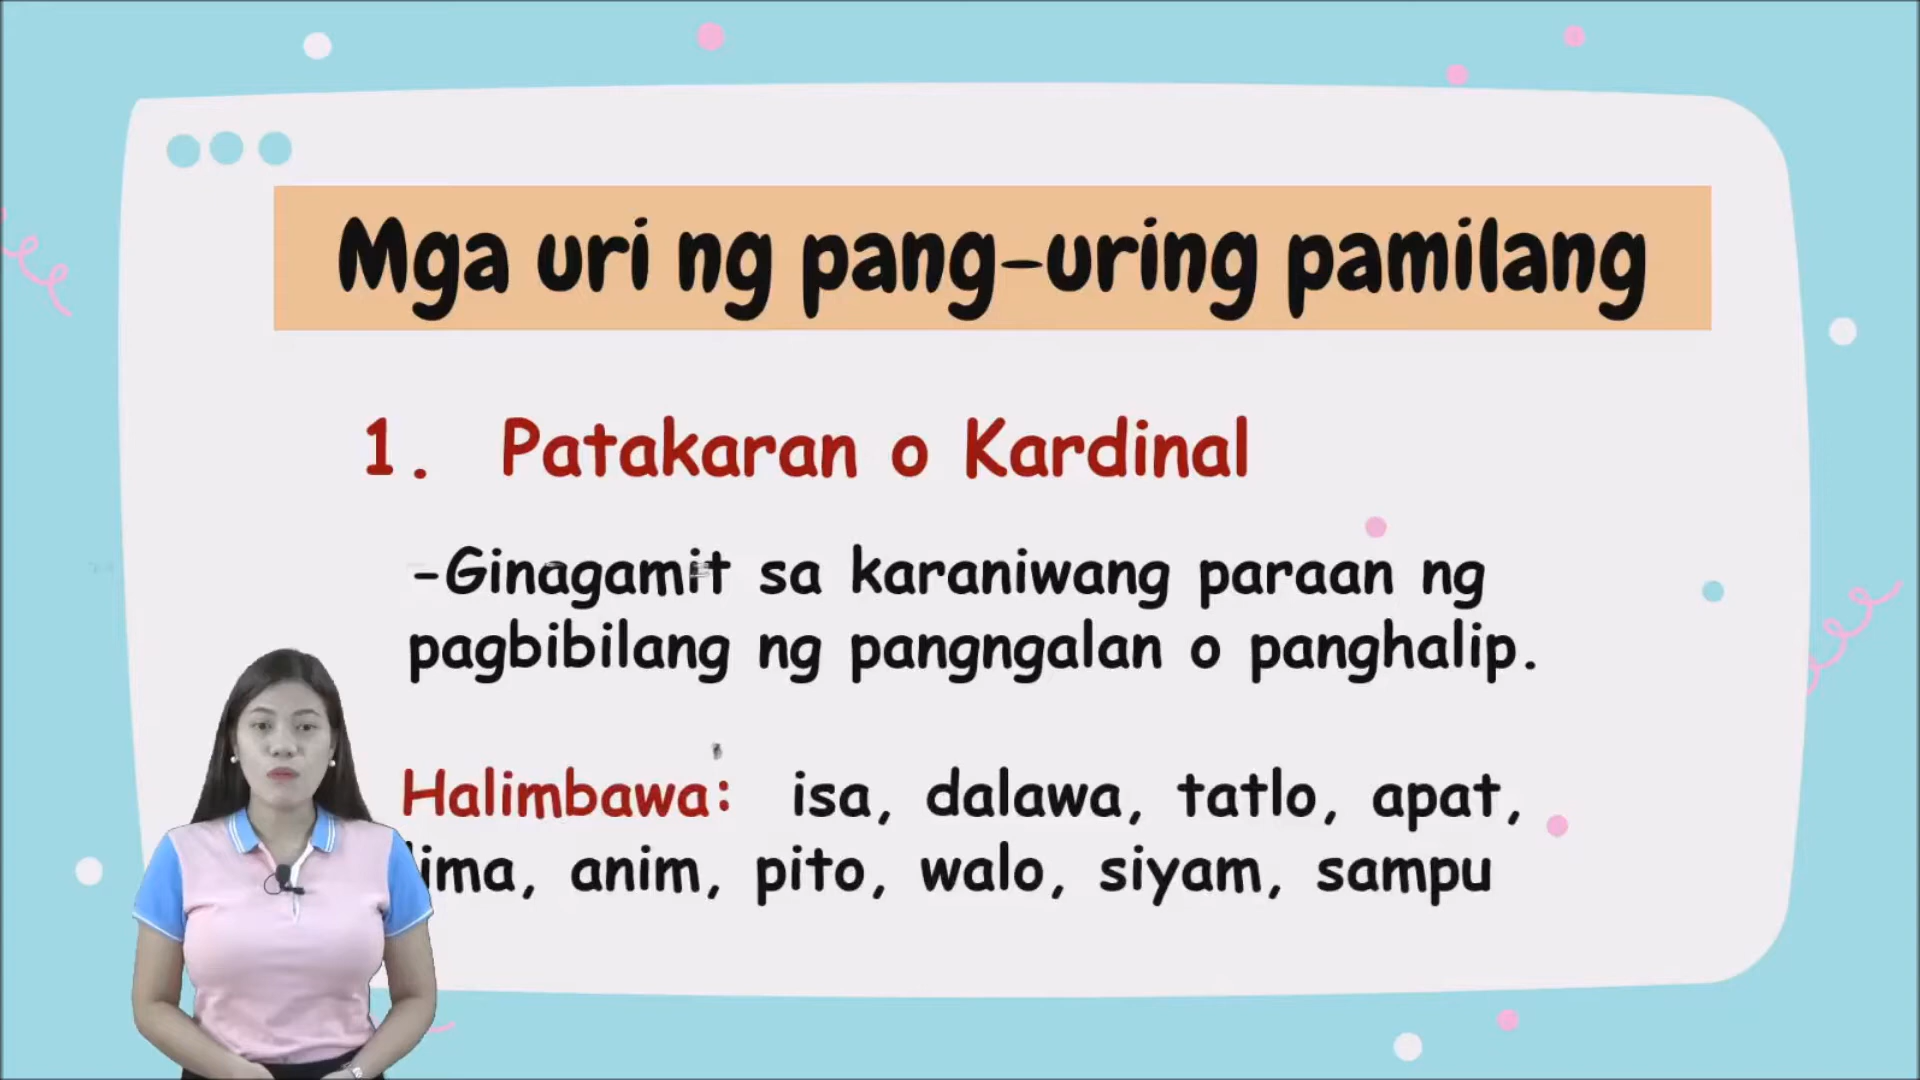 Mga uri ng pang-uring pamilang
1. Patakaran o Kardinal
-Ginagamit sa karaniwang paraan ng
pagbibilang ng pangngalan o panghalip.
Halimbawa: isa, dalawa, tatlo, apat,
lima, anim, pito, walo, siyam, sampu